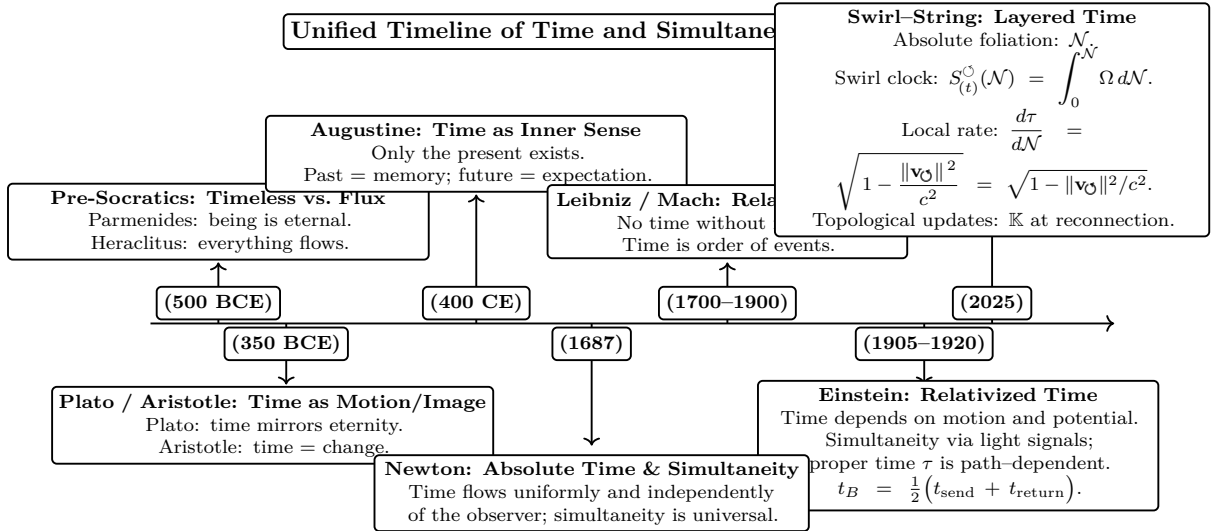 Unified Timeline of Time and Simultane
Swirl–String: Layered Time
Absolute foliation: 𝒩.
Swirl clock: S^↺_(t)(𝒩) = ∫_0^𝒩 Ω d𝒩.
Local rate: dτ/d𝒩 =
√(1 − ‖v↺‖²/c²) = √(1 − ‖v↺‖²/c²).
Topological updates: 𝕂 at reconnection.
Augustine: Time as Inner Sense
Only the present exists.
Past = memory; future = expectation.
Pre-Socratics: Timeless vs. Flux
Parmenides: being is eternal.
Heraclitus: everything flows.
Leibniz / Mach: Rela
No time without
Time is order of events.
(500 BCE)
(400 CE)
(1700–1900)
(2025)
(350 BCE)
(1687)
(1905–1920)
Plato / Aristotle: Time as Motion/Image
Plato: time mirrors eternity.
Aristotle: time = change.
Newton: Absolute Time & Simultaneity
Time flows uniformly and independently
of the observer; simultaneity is universal.
Einstein: Relativized Time
Time depends on motion and potential.
Simultaneity via light signals;
proper time τ is path–dependent.
t_B = ½(t_send + t_return).